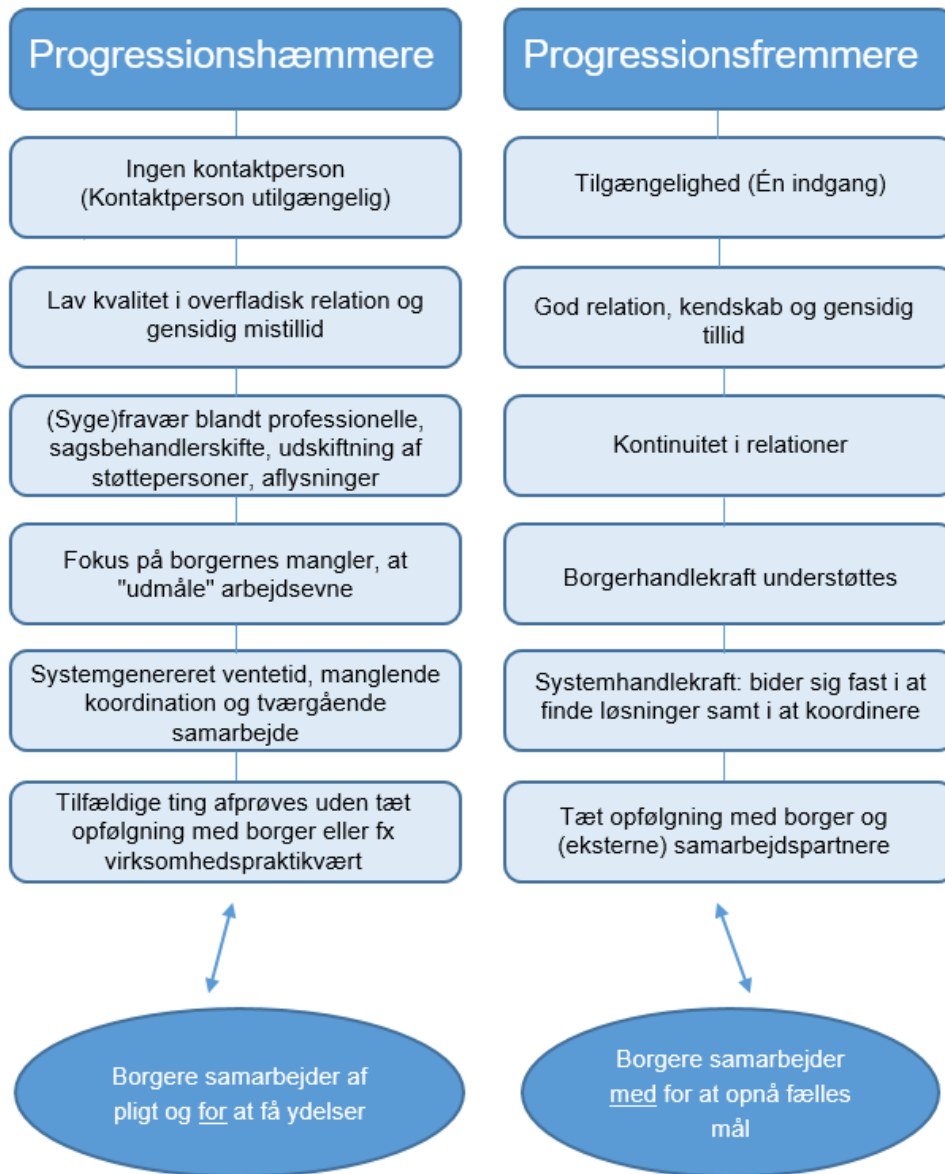 Progressionshæmmere
Ingen kontaktperson
(Kontaktperson utilgængelig)
Lav kvalitet i overfladisk relation og
gensidig mistillid
(Syge)fravær blandt professionelle,
sagsbehandlerskifte, udskiftning af
støttepersoner, aflysninger
Fokus på borgernes mangler, at
"udmåle" arbejdsevne
Systemgenereret ventetid, manglende
koordination og tværgående
samarbejde
Tilfældige ting afprøves uden tæt
opfølgning med borger eller fx
virksomhedspraktikvært
Borgere samarbejder af
pligt og for at få ydelser
Progressionsfremmere
Tilgængelighed (Én indgang)
God relation, kendskab og gensidig
tillid
Kontinuitet i relationer
Borgerhandlekraft understøttes
Systemhandlekraft: bider sig fast i at
finde løsninger samt i at koordinere
Tæt opfølgning med borger og
(eksterne) samarbejdspartnere
Borgere samarbejder
med for at opnå fælles
mål